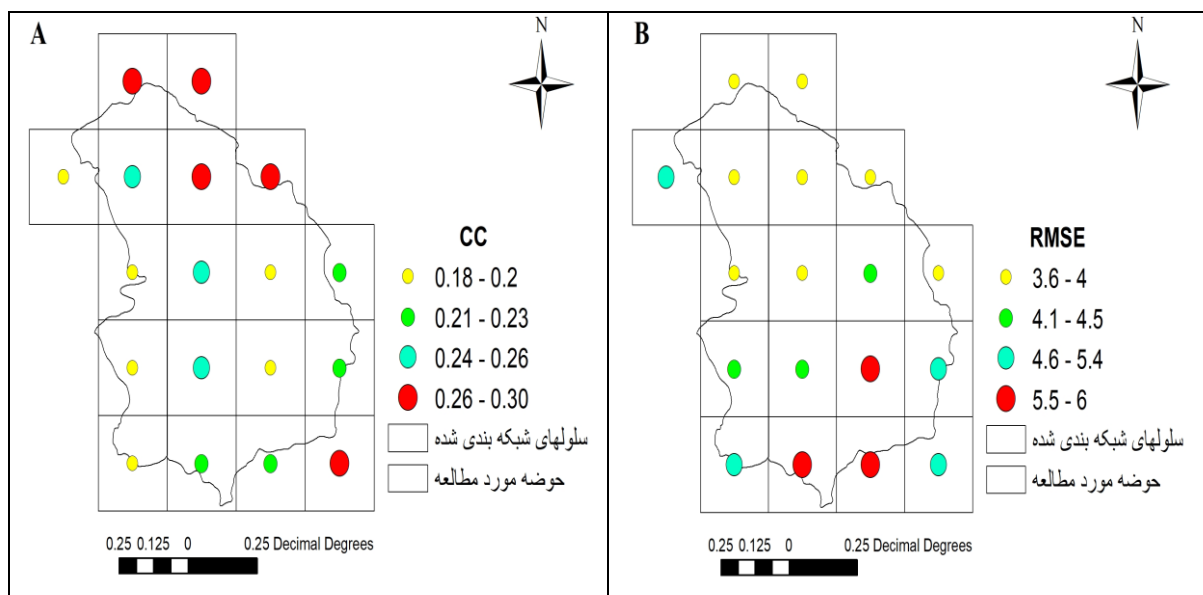 A
N
CC
0.18 - 0.2
0.21 - 0.23
0.24 - 0.26
0.26 - 0.30
سلولهای شبکه بندی شده
حوضه مورد مطالعه
0.25 0.125 0 0.25 Decimal Degrees
B
N
RMSE
3.6 - 4
4.1 - 4.5
4.6 - 5.4
5.5 - 6
سلولهای شبکه بندی شده
حوضه مورد مطالعه
0.25 0.125 0 0.25 Decimal Degrees